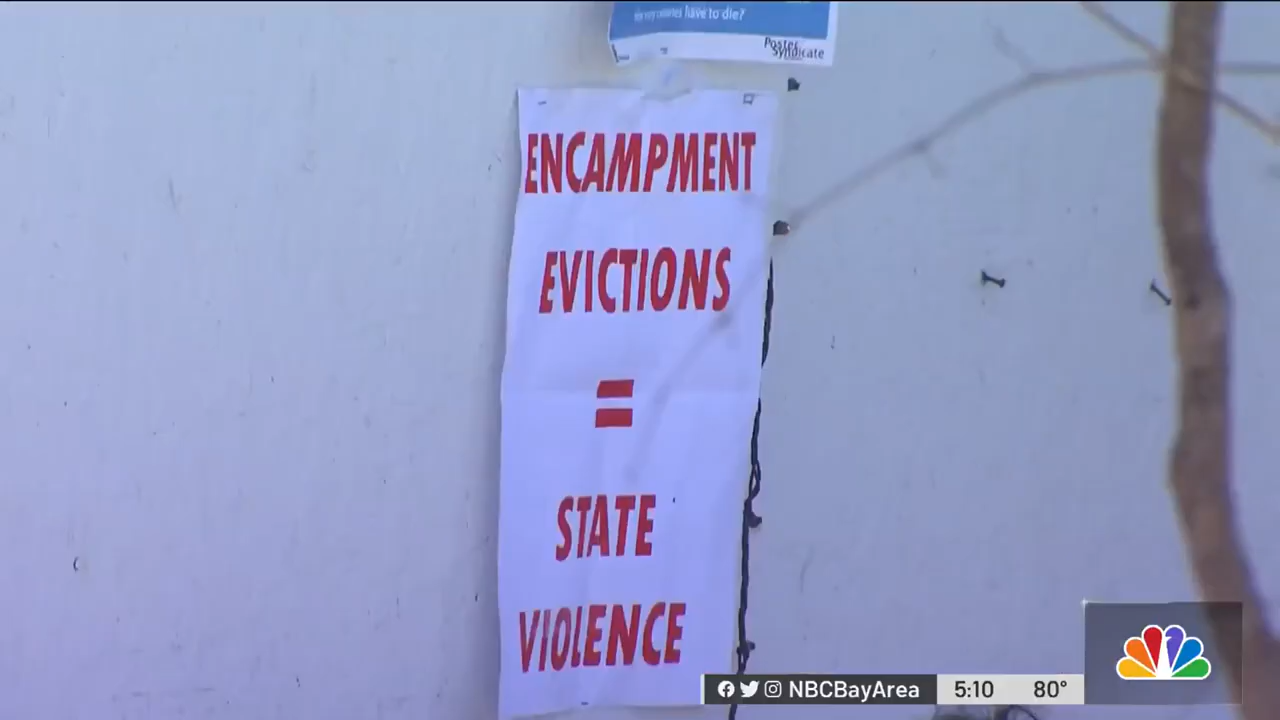 have to die?
Poster
Syndicate
ENCAMPMENT
EVICTIONS
=
STATE
VIOLENCE
NBCBayArea 5:10 80°